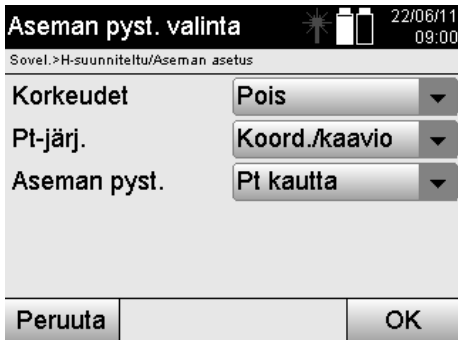 Aseman pyst. valinta
22/06/11
09:00
Sovel.>H-suunniteltu/Aseman asetus
Korkeudet Pois
Pt-järj. Koord./kaavio
Aseman pyst. Pt kautta
Peruuta OK